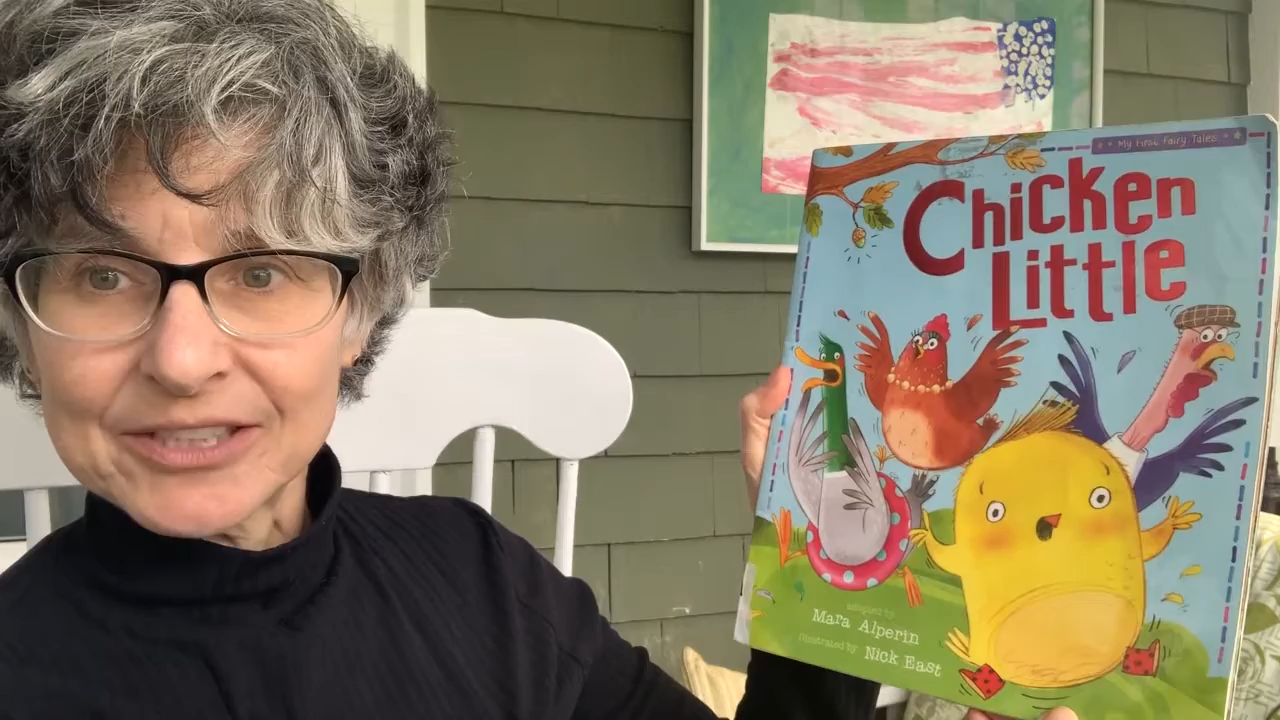 My First Fairy Tales
Chicken
Little
adapted by
Mara Alperin
illustrated by Nick East